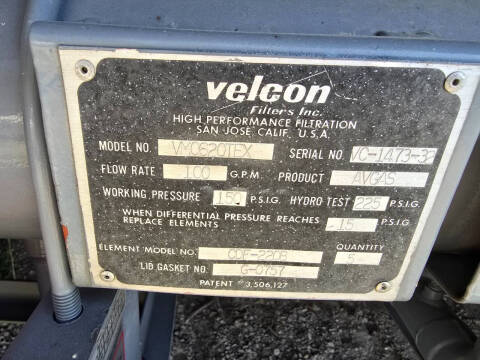 velcon
Filters Inc.
HIGH PERFORMANCE FILTRATION
SAN JOSE CALIF. U.S.A.
MODEL NO. VV0620TFX SERIAL NO. VC-1473-32
FLOW RATE 100 G.P.M. PRODUCT AVGAS
WORKING PRESSURE 150 P.S.I.G. HYDRO TEST 225 P.S.I.G.
WHEN DIFFERENTIAL PRESSURE REACHES 15 P.S.I.G.
REPLACE ELEMENTS
ELEMENT MODEL NO. CDF-220B QUANTITY 5
LID GASKET NO. G-0757
PATENT # 3,506,127